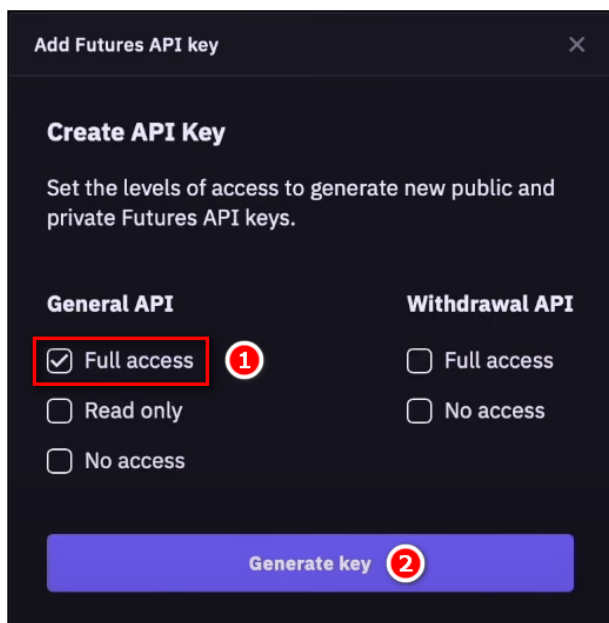 Add Futures API key
Create API Key
Set the levels of access to generate new public and
private Futures API keys.
General API
Full access 1
Read only
No access
Withdrawal API
Full access
No access
Generate key 2